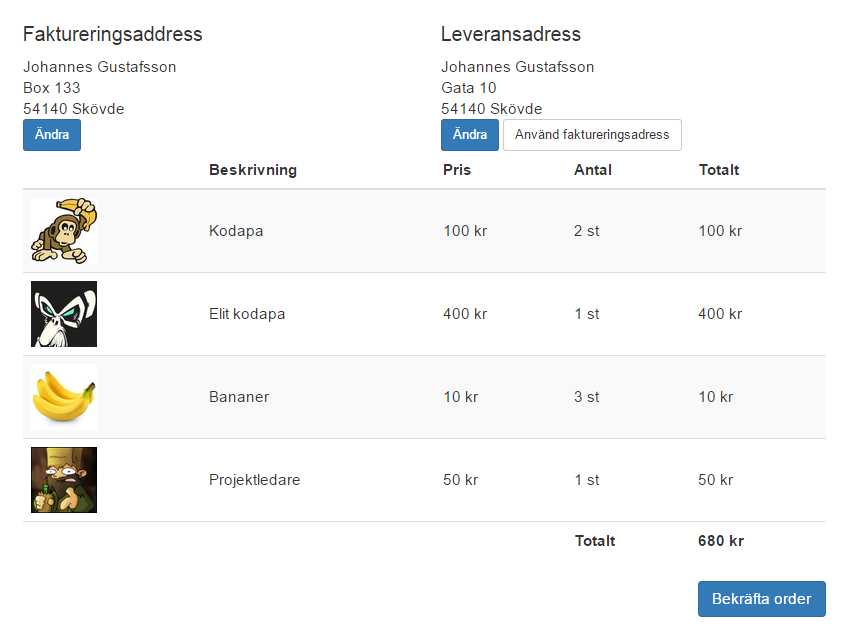 Faktureringsaddress
Johannes Gustafsson
Box 133
54140 Skövde
Ändra
Leveransadress
Johannes Gustafsson
Gata 10
54140 Skövde
Ändra Använd faktureringsadress
Beskrivning Pris Antal Totalt
Kodapa 100 kr 2 st 100 kr
Elit kodapa 400 kr 1 st 400 kr
Bananer 10 kr 3 st 10 kr
Projektledare 50 kr 1 st 50 kr
Totalt 680 kr
Bekräfta order